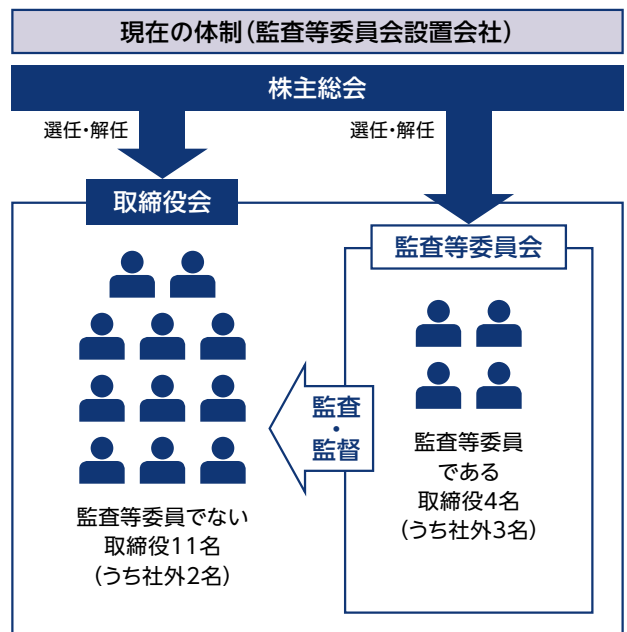 現在の体制（監査等委員会設置会社）
株主総会
選任・解任
選任・解任
取締役会
監査等委員会
監査
・
監督
監査等委員でない
取締役11名
（うち社外2名）
監査等委員
である
取締役4名
（うち社外3名）